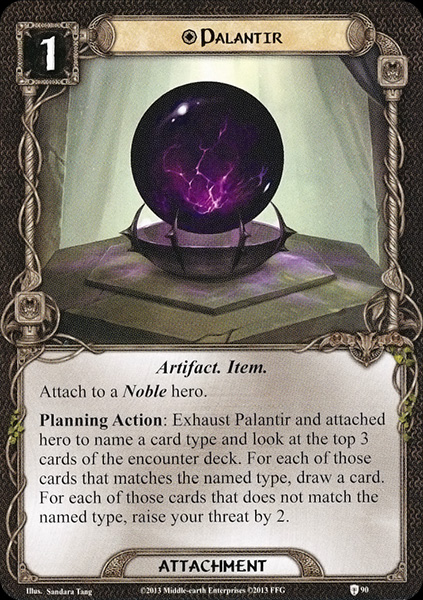 1
Palantir
Artifact. Item.
Attach to a Noble hero.
Planning Action: Exhaust Palantir and attached
hero to name a card type and look at the top 3
cards of the encounter deck. For each of those
cards that matches the named type, draw a card.
For each of those cards that does not match the
named type, raise your threat by 2.
ATTACHMENT
Illus. Sandara Tang
©2013 Middle-earth Enterprises ©2013 FFG
90